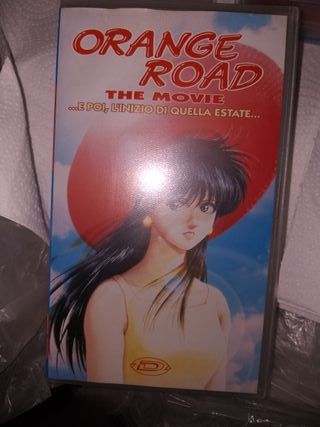 ORANGE
ROAD
THE MOVIE
...E POI, L'INIZIO DI QUELLA ESTATE...
D